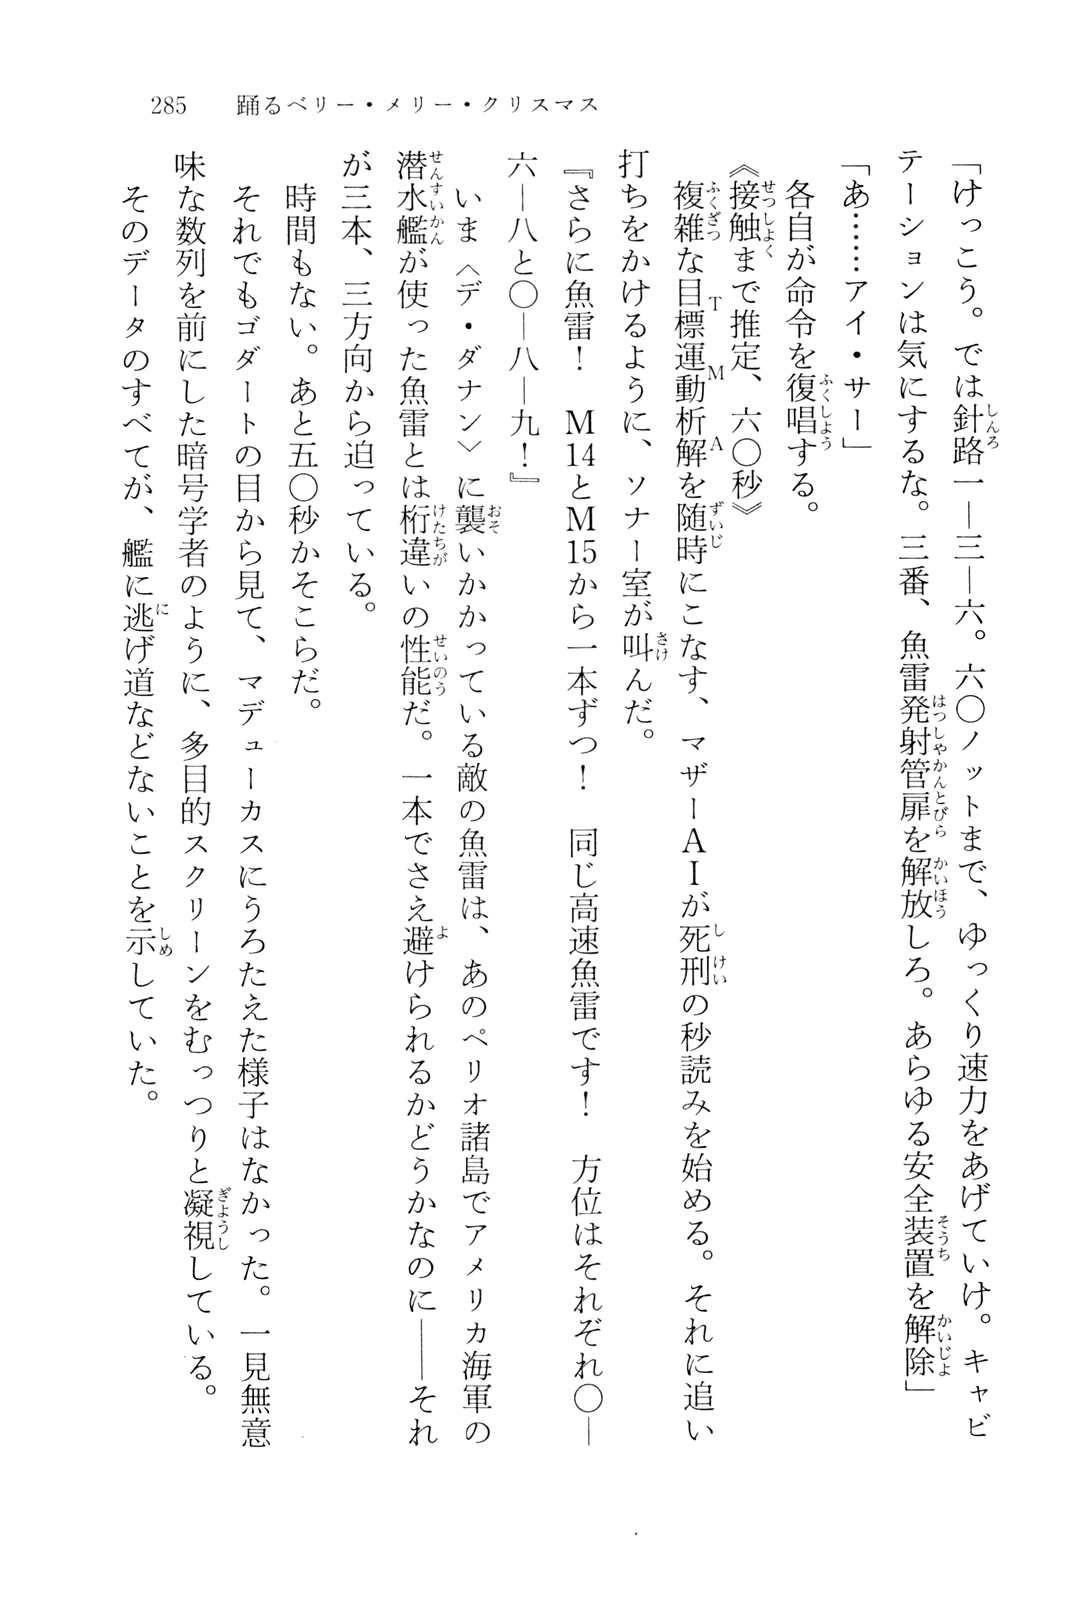 285　踊るベリー・メリー・クリスマス
「けっこう。では針路一―三―六。六〇ノットまで、ゆっくり速力をあげていけ。キャビ
テーションは気にするな。三番、魚雷発射管扉を解放しろ。あらゆる安全装置を解除」
「あ……アイ・サー」
各自が命令を復唱する。
《接触まで推定、六〇秒》
複雑な目標運動析解を随時にこなす、マザーAIが死刑の秒読みを始める。それに追い
打ちをかけるように、ソナー室が叫んだ。
『さらに魚雷！　M14とM15から一本ずつ！　同じ高速魚雷です！　方位はそれぞれ〇―
六―八と〇―八―九！』
いま〈デ・ダナン〉に襲いかかっている敵の魚雷は、あのペリオ諸島でアメリカ海軍の
潜水艦が使った魚雷とは桁違いの性能だ。一本でさえ避けられるかどうかなのに――それ
が三本、三方向から迫っている。
時間もない。あと五〇秒かそこらだ。
それでもゴダートの目から見て、マデューカスにうろたえた様子はなかった。一見無意
味な数列を前にした暗号学者のように、多目的スクリーンをむっつりと凝視している。
そのデータのすべてが、艦に逃げ道などないことを示していた。